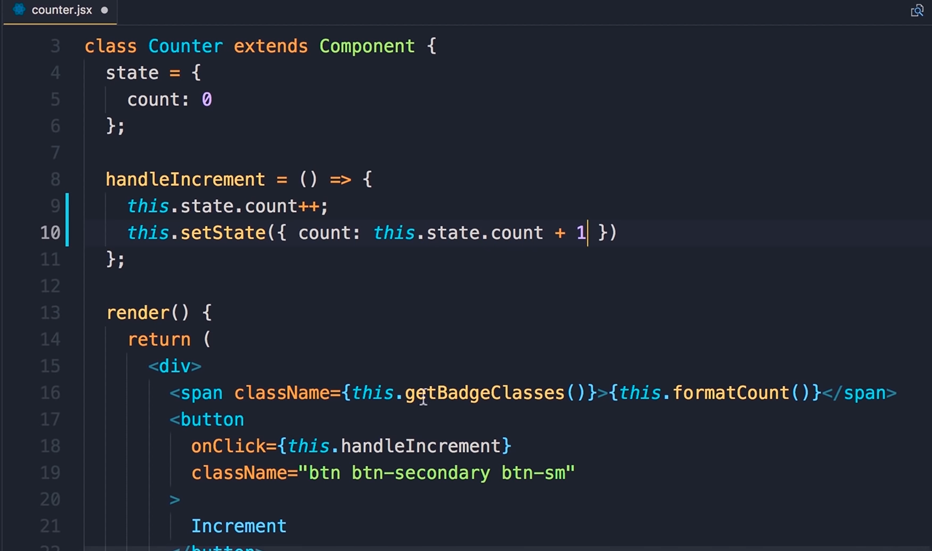 counter.jsx
3 class Counter extends Component {
4 state = {
5 count: 0
6 };
7
8 handleIncrement = () => {
9 this.state.count++;
10 this.setState({ count: this.state.count + 1 })
11 };
12
13 render() {
14 return (
15 <div>
16 <span className={this.getBadgeClasses()}>{this.formatCount()}</span>
17 <button
18 onClick={this.handleIncrement}
19 className="btn btn-secondary btn-sm"
20 >
21 Increment
22 </button>